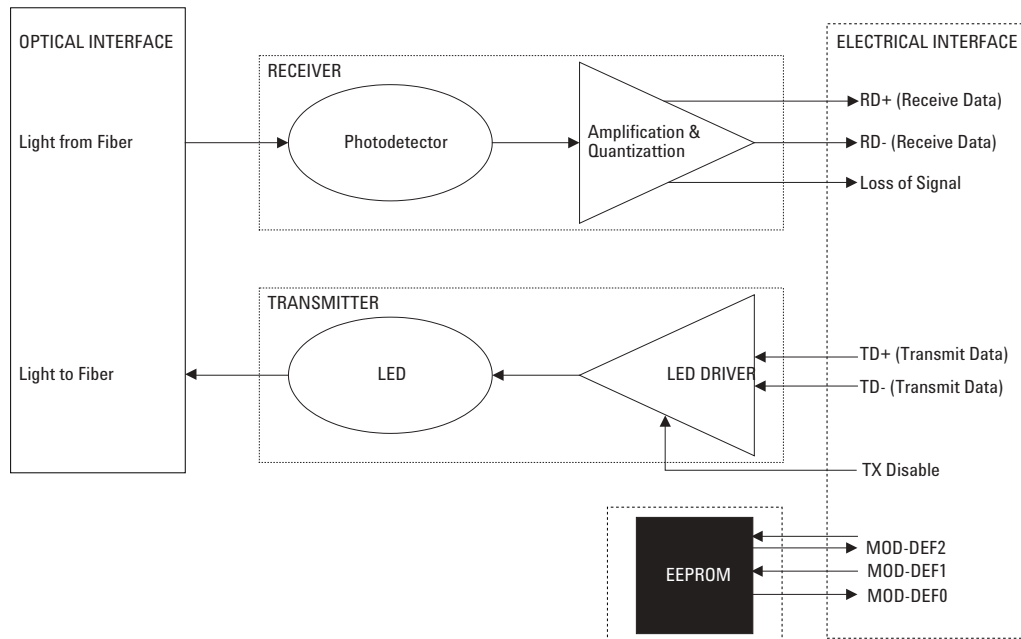 OPTICAL INTERFACE
ELECTRICAL INTERFACE
RECEIVER
RD+ (Receive Data)
Light from Fiber
Photodetector
Amplification &
Quantizattion
RD- (Receive Data)
Loss of Signal
TRANSMITTER
TD+ (Transmit Data)
Light to Fiber
LED
LED DRIVER
TD- (Transmit Data)
TX Disable
EEPROM
MOD-DEF2
MOD-DEF1
MOD-DEF0